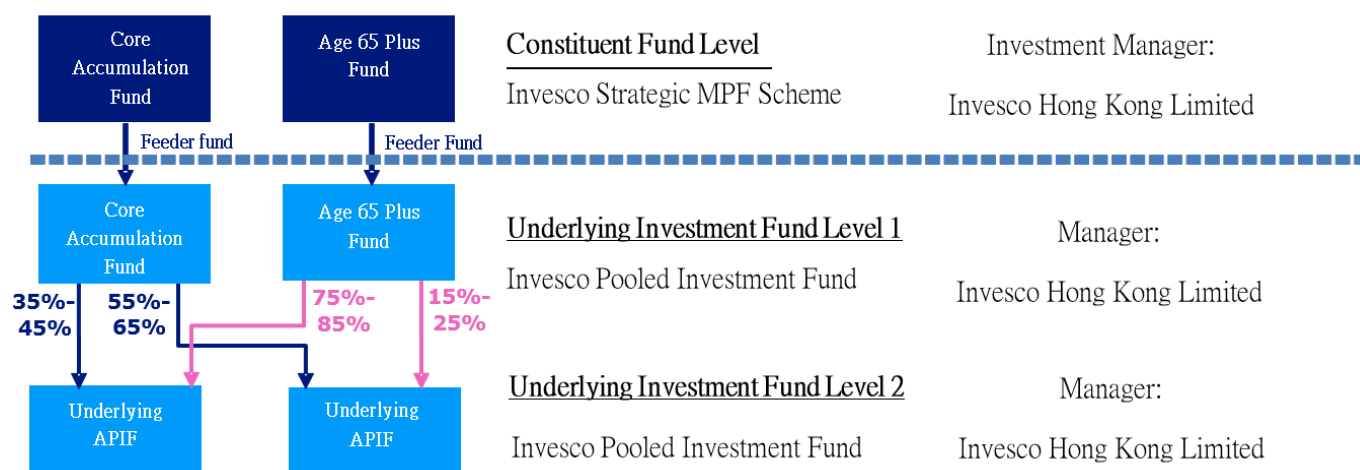 Core
Accumulation
Fund
Age 65 Plus
Fund
Constituent Fund Level
Invesco Strategic MPF Scheme
Investment Manager:
Invesco Hong Kong Limited
Feeder fund
Feeder Fund
Core
Accumulation
Fund
Age 65 Plus
Fund
Underlying Investment Fund Level 1
Invesco Pooled Investment Fund
Manager:
Invesco Hong Kong Limited
35%-
45%
55%-
65%
75%-
85%
15%-
25%
Underlying
APIF
Underlying
APIF
Underlying Investment Fund Level 2
Invesco Pooled Investment Fund
Manager:
Invesco Hong Kong Limited